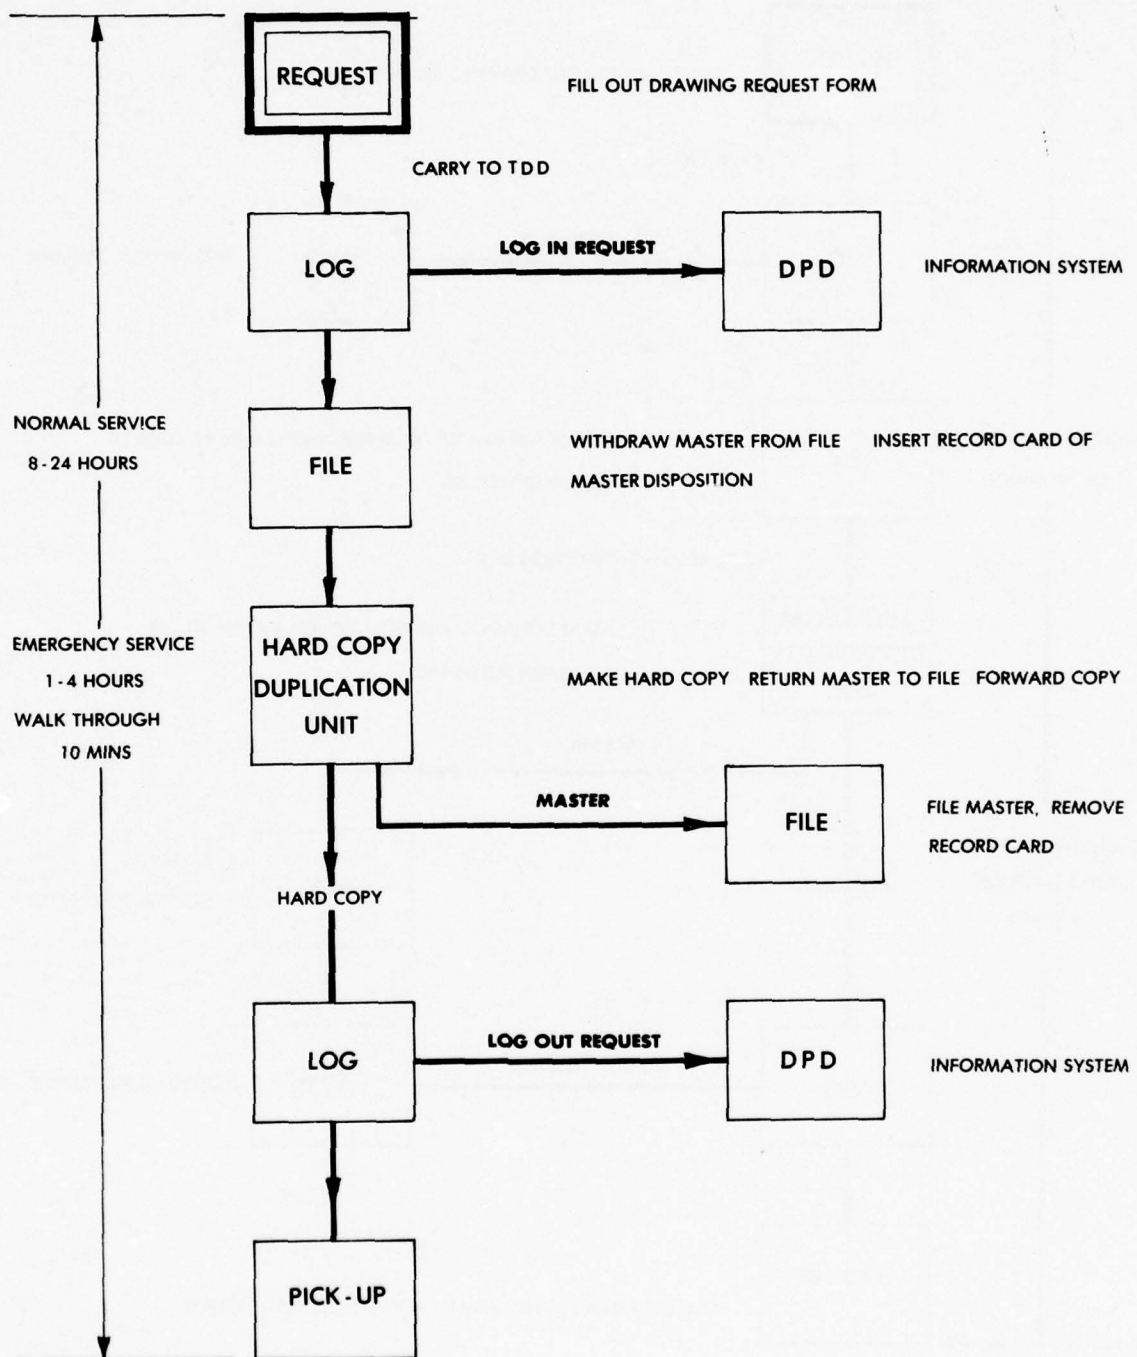 REQUEST
FILL OUT DRAWING REQUEST FORM
CARRY TO TDD
LOG
LOG IN REQUEST
DPD
INFORMATION SYSTEM
NORMAL SERVICE
8-24 HOURS
FILE
WITHDRAW MASTER FROM FILE INSERT RECORD CARD OF
MASTER DISPOSITION
EMERGENCY SERVICE
1-4 HOURS
WALK THROUGH
10 MINS
HARD COPY
DUPLICATION
UNIT
MAKE HARD COPY RETURN MASTER TO FILE FORWARD COPY
MASTER
FILE
FILE MASTER, REMOVE
RECORD CARD
HARD COPY
LOG
LOG OUT REQUEST
DPD
INFORMATION SYSTEM
PICK-UP